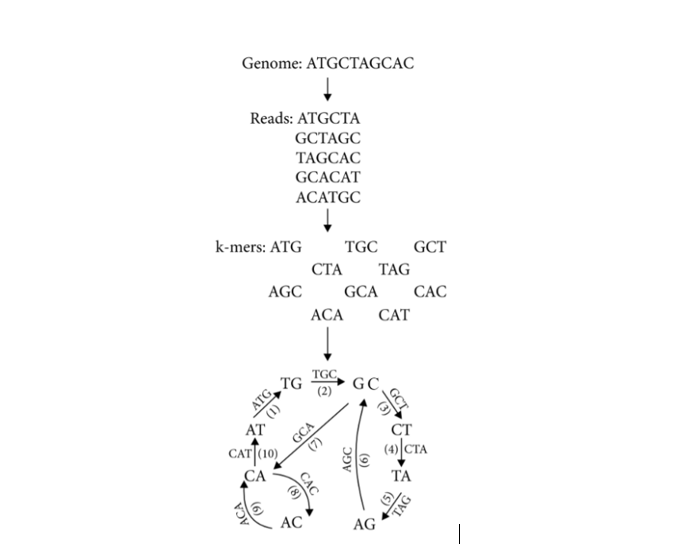 Genome: ATGCTAGCAC
Reads: ATGCTA
GCTAGC
TAGCAC
GCACAT
ACATGC
k-mers: ATG TGC GCT
CTA TAG
AGC GCA CAC
ACA CAT
TG TGC (2) GC
ATG (1)
GCT (3)
AT
GCA (7)
CT
CAT (10)
AGC (6)
(4) CTA
CA
CAC (8)
TA
ACA (9)
(5) TAG
AC
AG